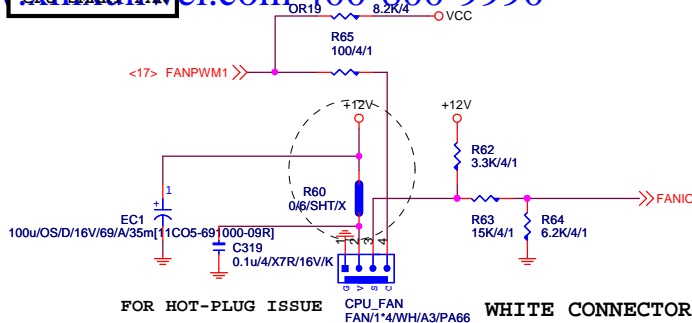 OR19 8.2K/4
VCC
R65
100/4/1
<17> FANPWM1
+12V
+12V
R62
3.3K/4/1
R60
0/6/SHT/X
FANIO
R63
15K/4/1
R64
6.2K/4/1
1
+
EC1
100u/OS/D/16V/69/A/35m[11CO5-691000-09R]
C319
0.1u/4/X7R/16V/K
1 2 3 4
G V S C
CPU_FAN
FAN/1*4/WH/A3/PA66
FOR HOT-PLUG ISSUE
WHITE CONNECTOR